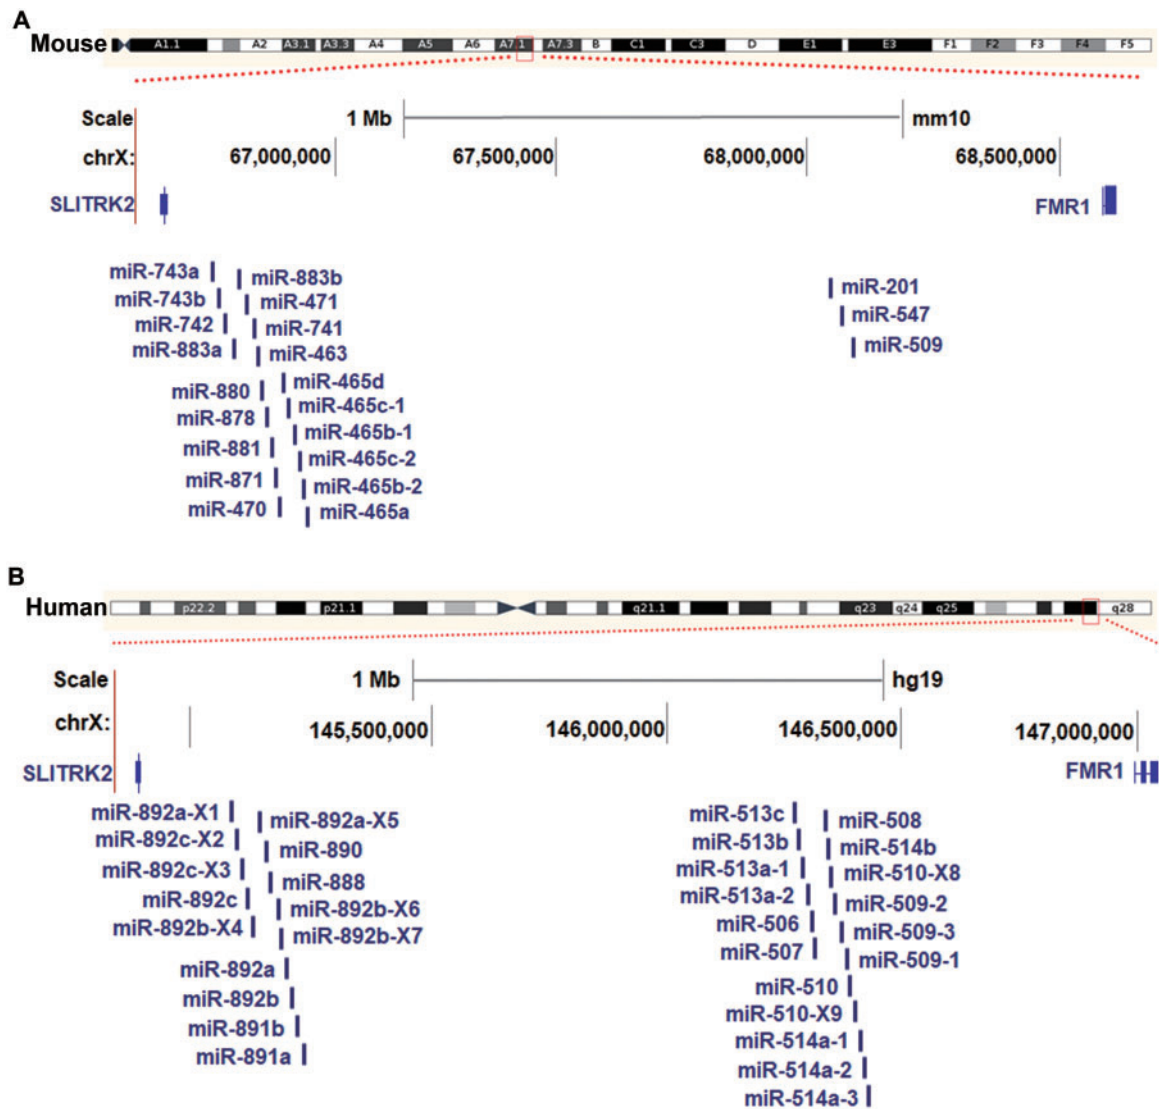 A
Mouse A1.1 A2 A3.1 A3.3 A4 A5 A6 A7.1 A7.3 B C1 C3 D E1 E3 F1 F2 F3 F4 F5
Scale 1 Mb mm10
chrX: 67,000,000 67,500,000 68,000,000 68,500,000
SLITRK2 FMR1
miR-743a miR-883b miR-201
miR-743b miR-471 miR-547
miR-742 miR-741
miR-883a miR-463 miR-509
miR-880 miR-465d
miR-878 miR-465c-1
miR-465b-1
miR-881 miR-465c-2
miR-871 miR-465b-2
miR-470 miR-465a
B
Human p22.2 p21.1 q21.1 q23 q24 q25 q28
Scale 1 Mb hg19
chrX: 145,500,000 146,000,000 146,500,000 147,000,000
SLITRK2 FMR1
miR-892a-X1 miR-892a-X5 miR-513c miR-508
miR-892c-X2 miR-890 miR-513b miR-514b
miR-892c-X3 miR-888 miR-513a-1 miR-510-X8
miR-892c miR-892b-X6 miR-513a-2 miR-509-2
miR-892b-X4 miR-892b-X7 miR-506 miR-509-3
miR-507 miR-509-1
miR-892a miR-510
miR-892b miR-510-X9
miR-891b miR-514a-1
miR-891a miR-514a-2
miR-514a-3